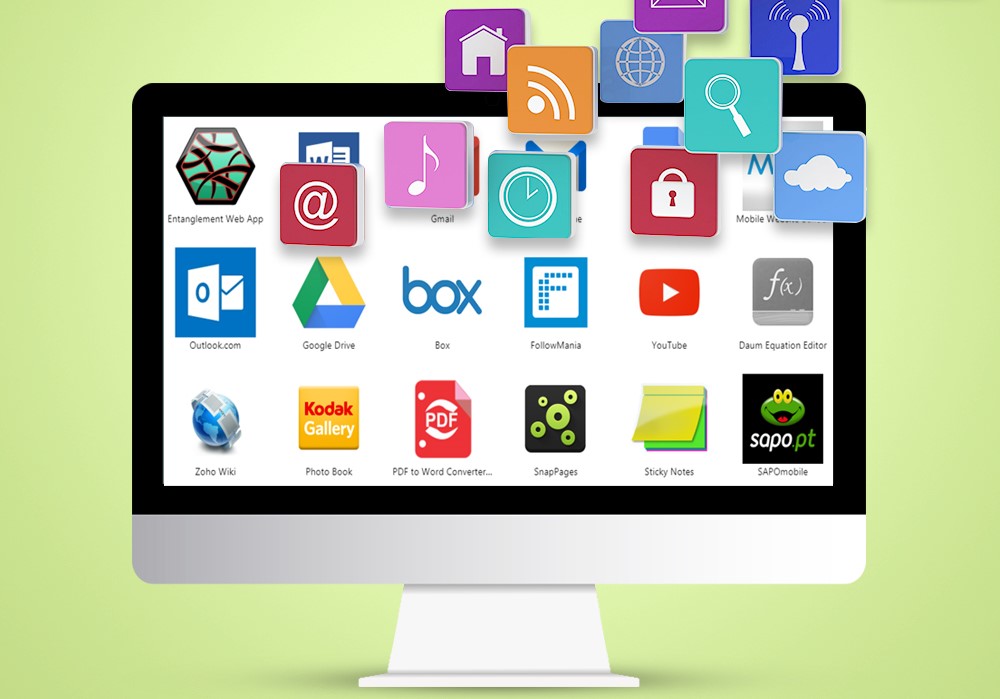 W
M
@
Entanglement Web App
Gmail
Mobile
O
box
F
f(x)
Outlook.com
Google Drive
Box
FollowMania
YouTube
Daum Equation Editor
Kodak
Gallery
PDF
sapo.pt
Zoho Wiki
Photo Book
PDF to Word Converter...
SnapPages
Sticky Notes
SAPOmobile